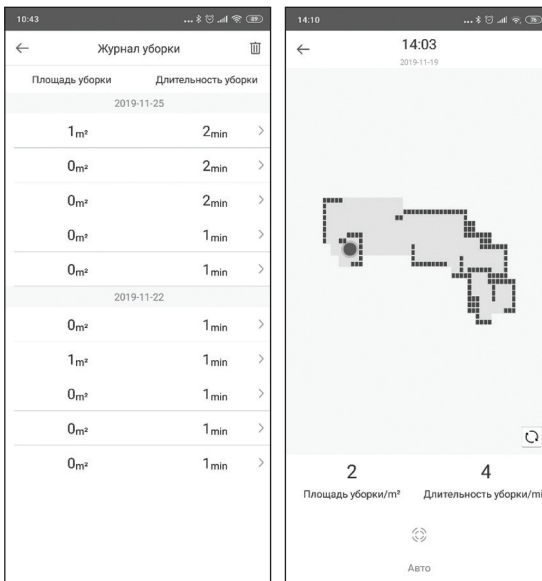 10:43
89
Журнал уборки
Площадь уборки Длительность уборки
2019-11-25
1m² 2min
0m² 2min
0m² 2min
0m² 1min
0m² 1min
2019-11-22
0m² 1min
1m² 1min
0m² 1min
0m² 1min
0m² 1min
14:10
76
14:03
2019-11-19
2 4
Площадь уборки/m² Длительность уборки/mi
Авто